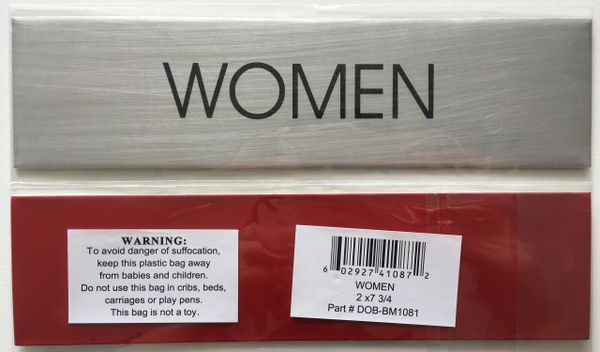 WOMEN
WARNING:
To avoid danger of suffocation,
keep this plastic bag away
from babies and children.
Do not use this bag in cribs, beds,
carriages or play pens.
This bag is not a toy.
6 02927 41087 2
WOMEN
2 x7 3/4
Part # DOB-BM1081